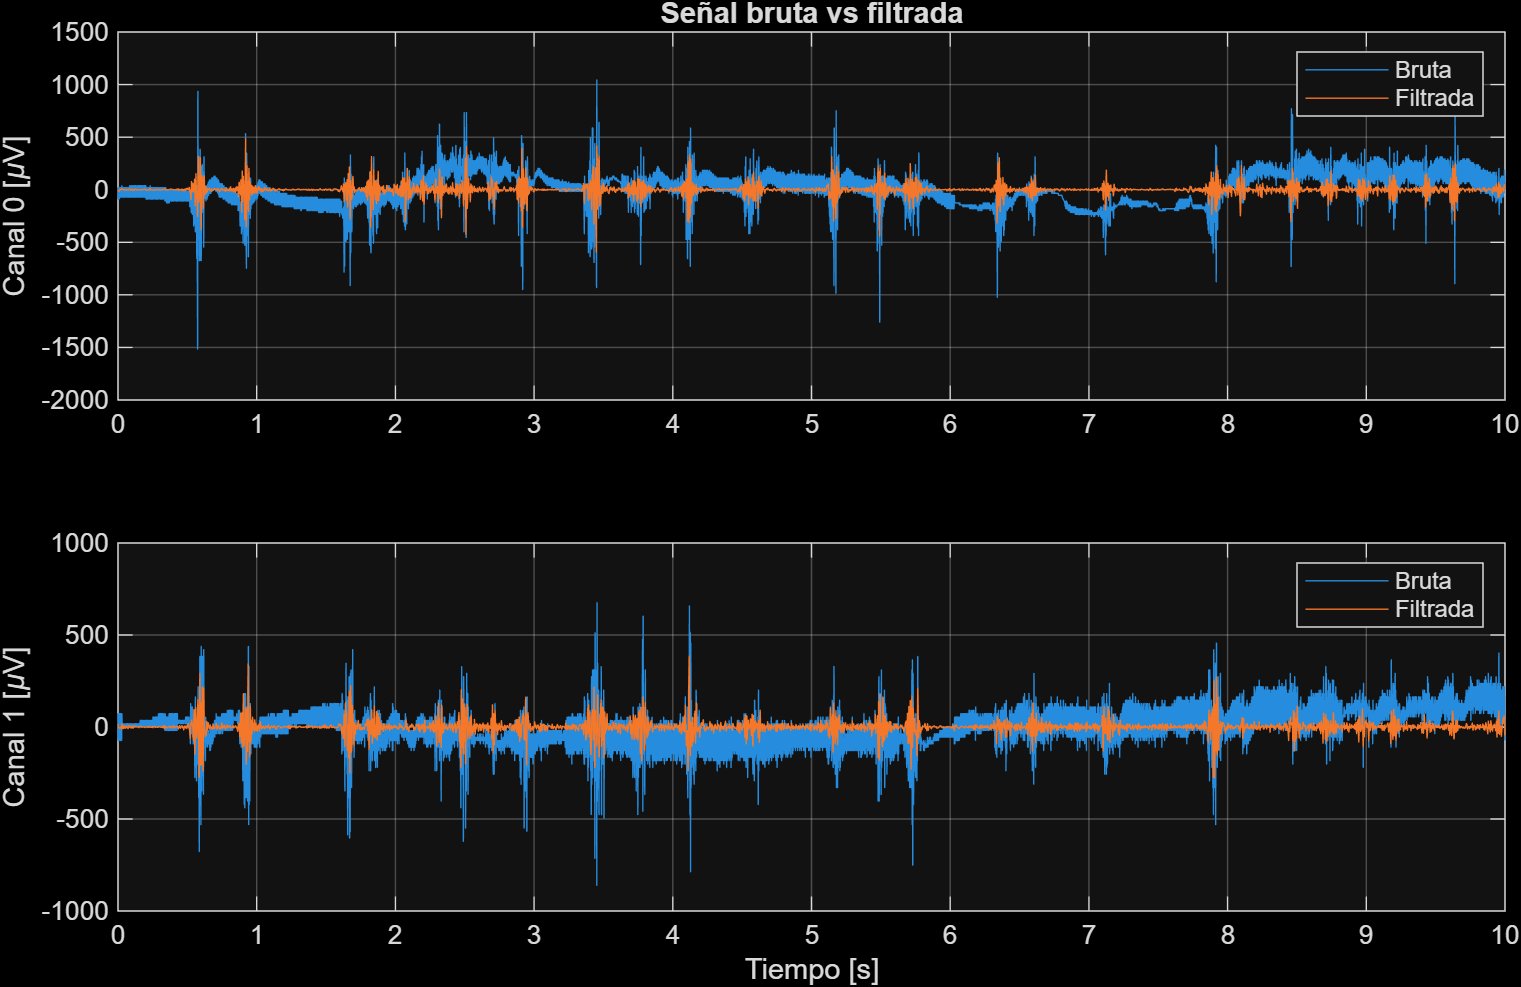 Señal bruta vs filtrada
1500
1000
500
0
-500
-1000
-1500
-2000
Canal 0 [µV]
Bruta
Filtrada
0 1 2 3 4 5 6 7 8 9 10
1000
500
0
-500
-1000
Canal 1 [µV]
Bruta
Filtrada
0 1 2 3 4 5 6 7 8 9 10
Tiempo [s]